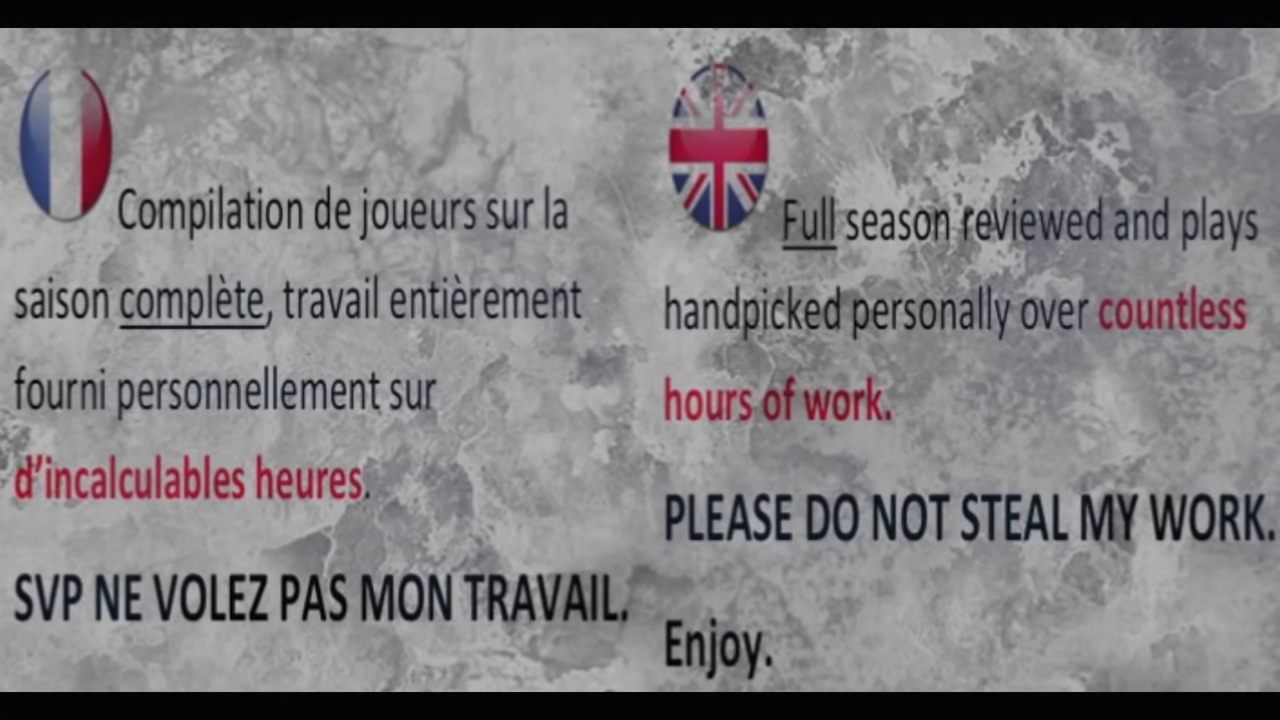 Compilation de joueurs sur la
saison complète, travail entièrement
fourni personnellement sur
d’incalculables heures.
SVP NE VOLEZ PAS MON TRAVAIL.
Full season reviewed and plays
handpicked personally over countless
hours of work.
PLEASE DO NOT STEAL MY WORK.
Enjoy.